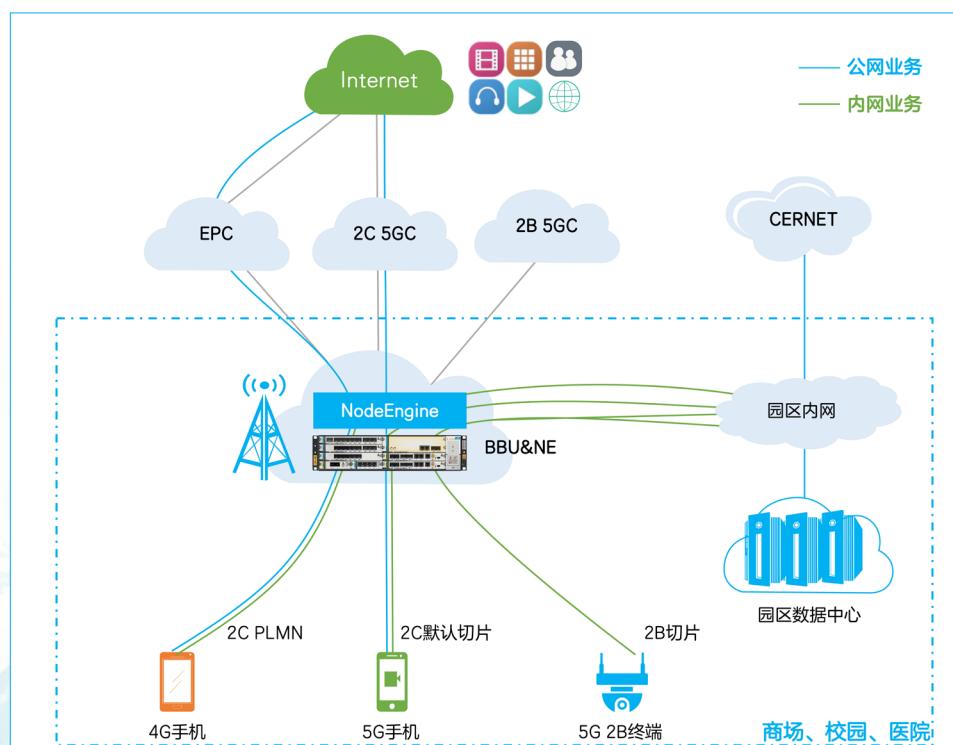 Internet
公网业务
内网业务
EPC
2C 5GC
2B 5GC
CERNET
NodeEngine
BBU&NE
园区内网
园区数据中心
2C PLMN
2C默认切片
2B切片
4G手机
5G手机
5G 2B终端
商场、校园、医院